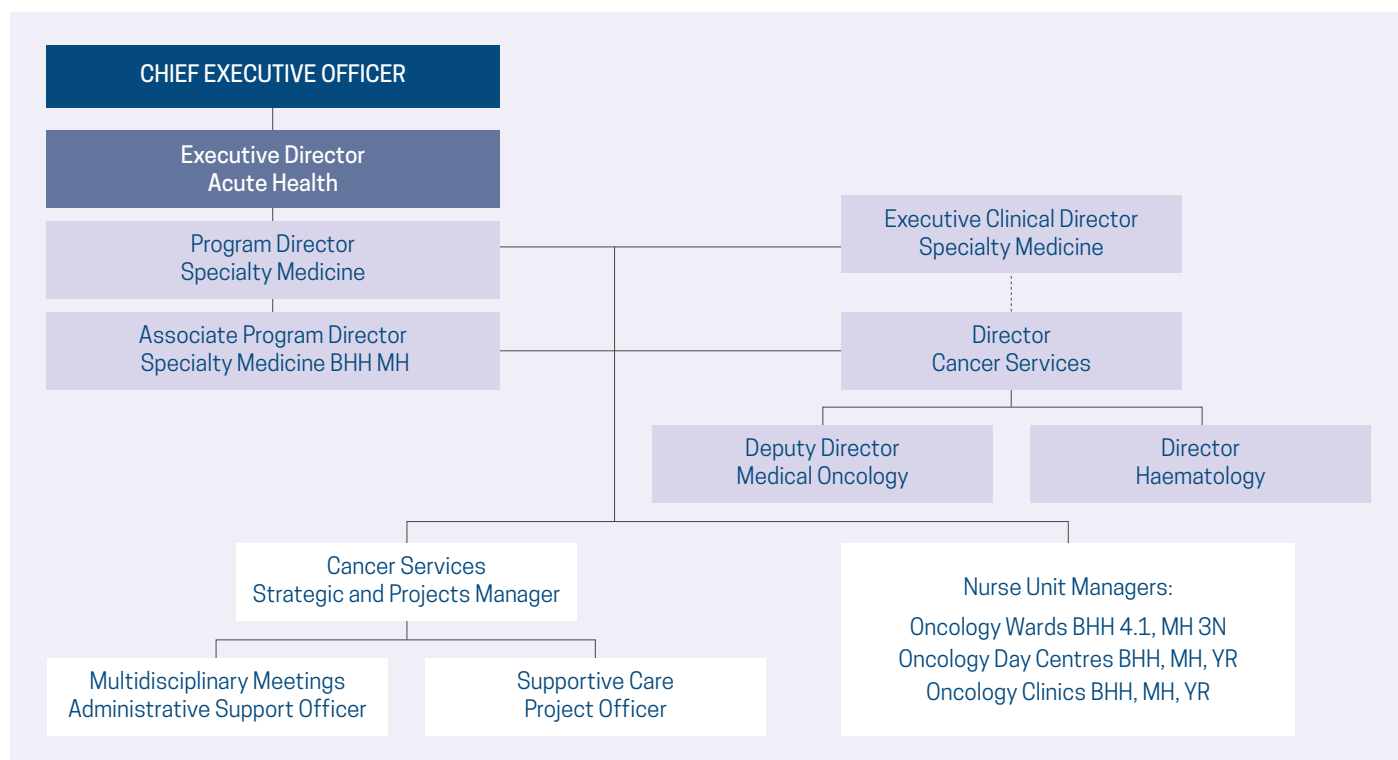 CHIEF EXECUTIVE OFFICER
Executive Director
Acute Health
Program Director
Specialty Medicine
Executive Clinical Director
Specialty Medicine
Associate Program Director
Specialty Medicine BHH MH
Director
Cancer Services
Deputy Director
Medical Oncology
Director
Haematology
Cancer Services
Strategic and Projects Manager
Multidisciplinary Meetings
Administrative Support Officer
Supportive Care
Project Officer
Nurse Unit Managers:
Oncology Wards BHH 4.1, MH 3N
Oncology Day Centres BHH, MH, YR
Oncology Clinics BHH, MH, YR